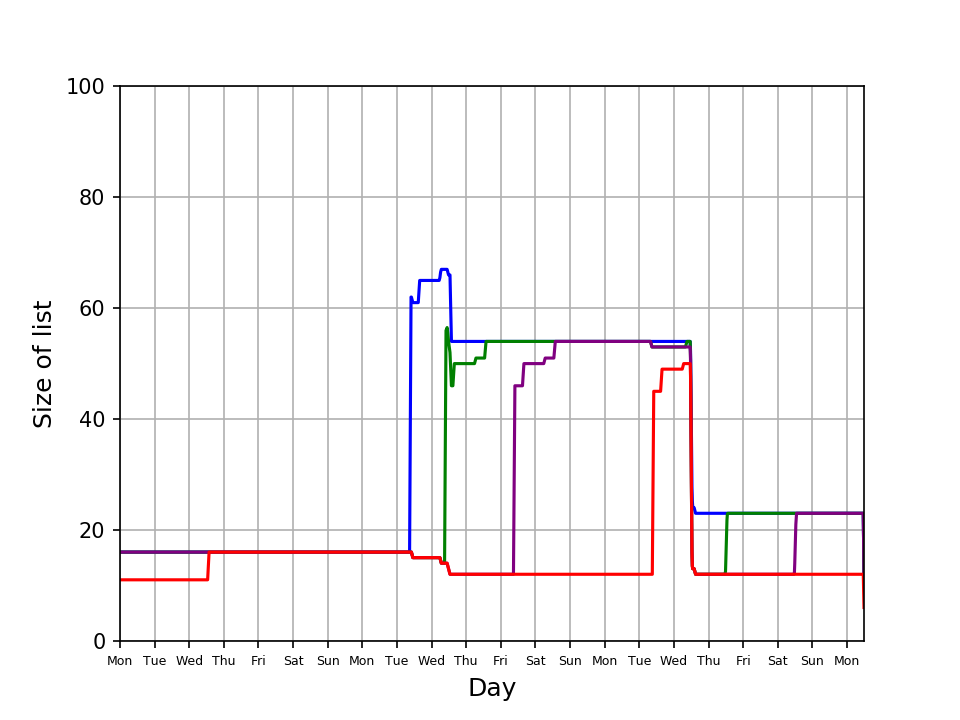 100
80
60
40
20
0
Size of list
Mon Tue Wed Thu Fri Sat Sun Mon Tue Wed Thu Fri Sat Sun Mon Tue Wed Thu Fri Sat Sun Mon
Day